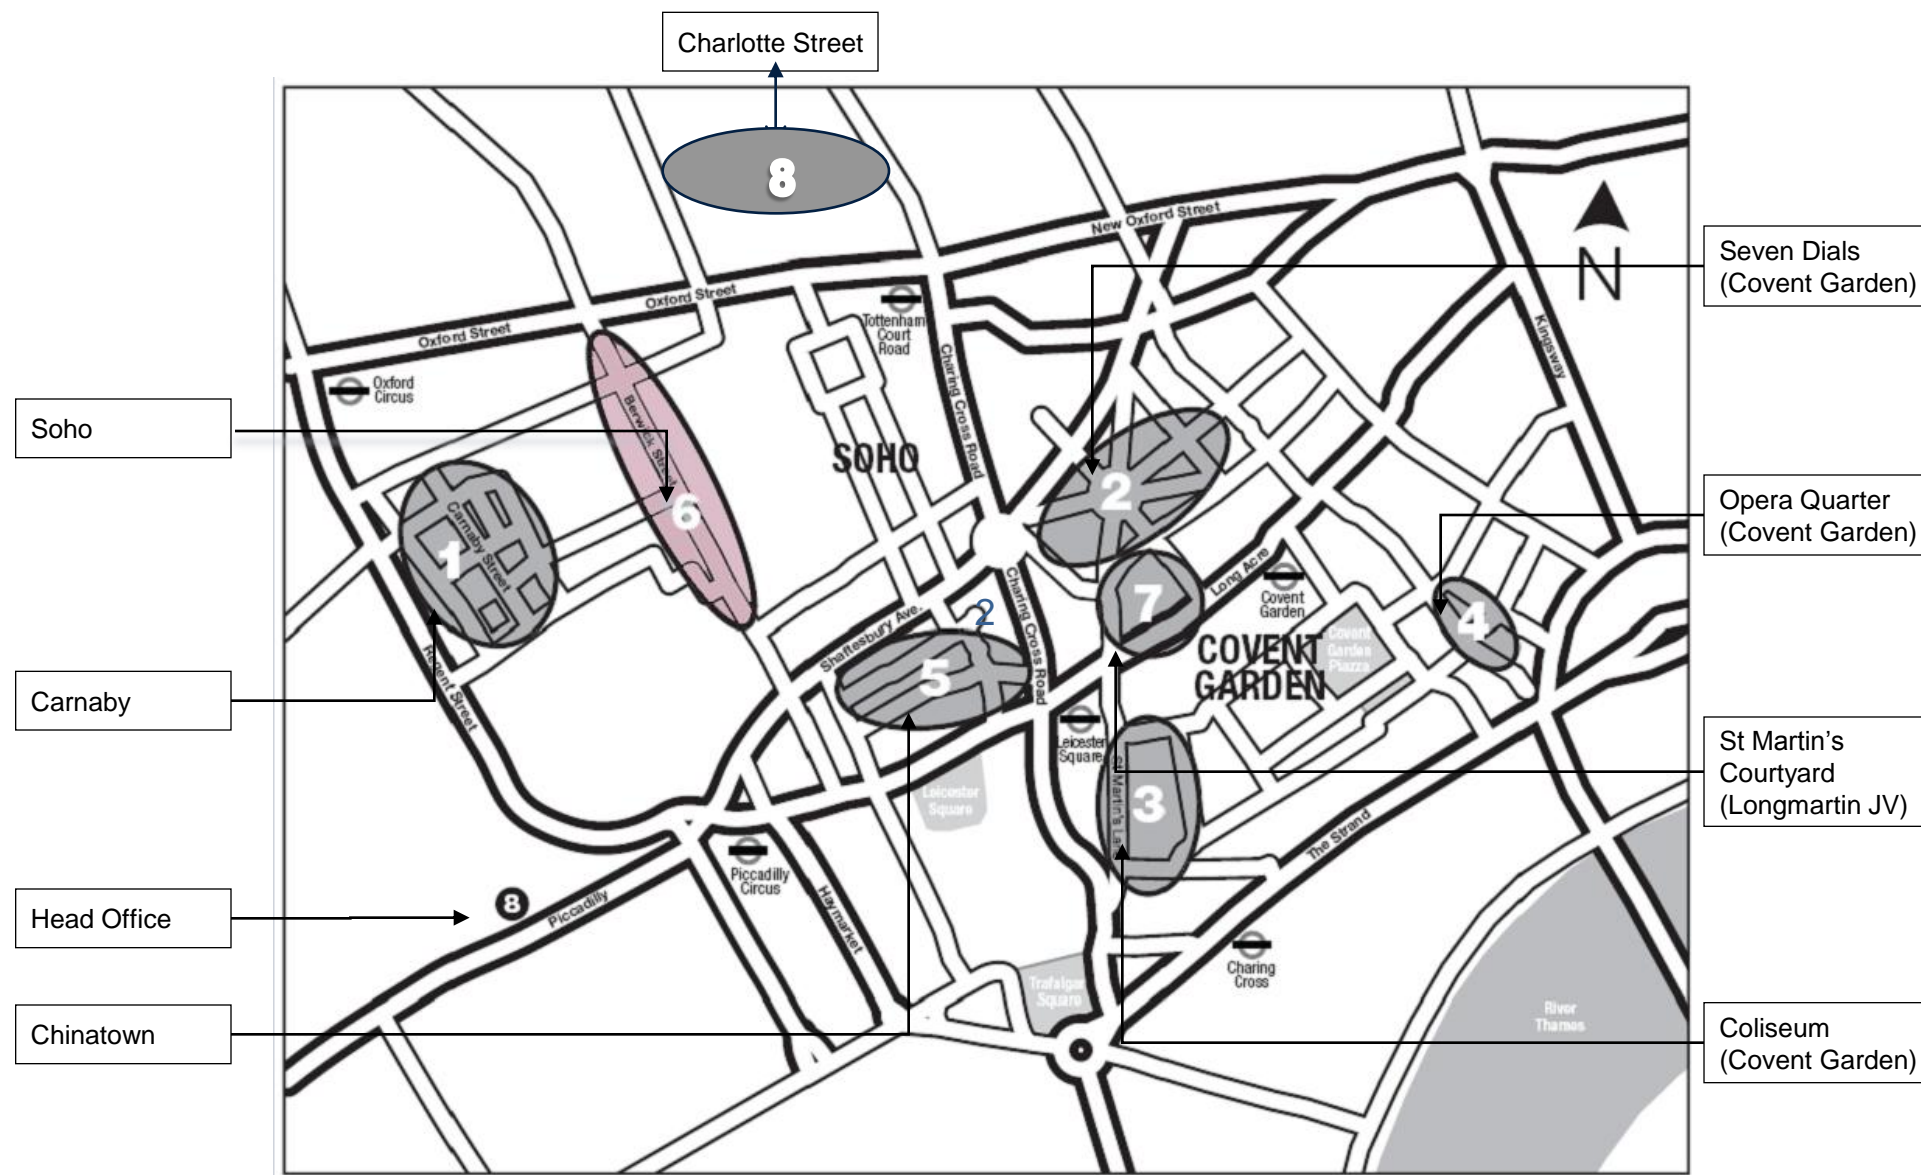 Charlotte Street
8
New Oxford Street
N
Seven Dials
(Covent Garden)
Oxford Street
Oxford Street
Tottenham
Court
Road
Kingsway
Charing Cross Road
Oxford
Circus
Soho
Berwick Street
SOHO
2
6
Opera Quarter
(Covent Garden)
1
Carnaby Street
Long Acre
Covent
Garden
7
Charing Cross Road
2
4
Shaftesbury Ave.
COVENT
GARDEN
Covent
Garden
Piazza
5
Carnaby
Regent Street
Leicester
Square
St Martin's Lane
3
St Martin’s
Courtyard
(Longmartin JV)
Leicester
Square
The Strand
Piccadilly
Circus
Head Office
8
Piccadilly
Haymarket
Charing
Cross
Trafalgar
Square
River
Thames
Chinatown
Coliseum
(Covent Garden)